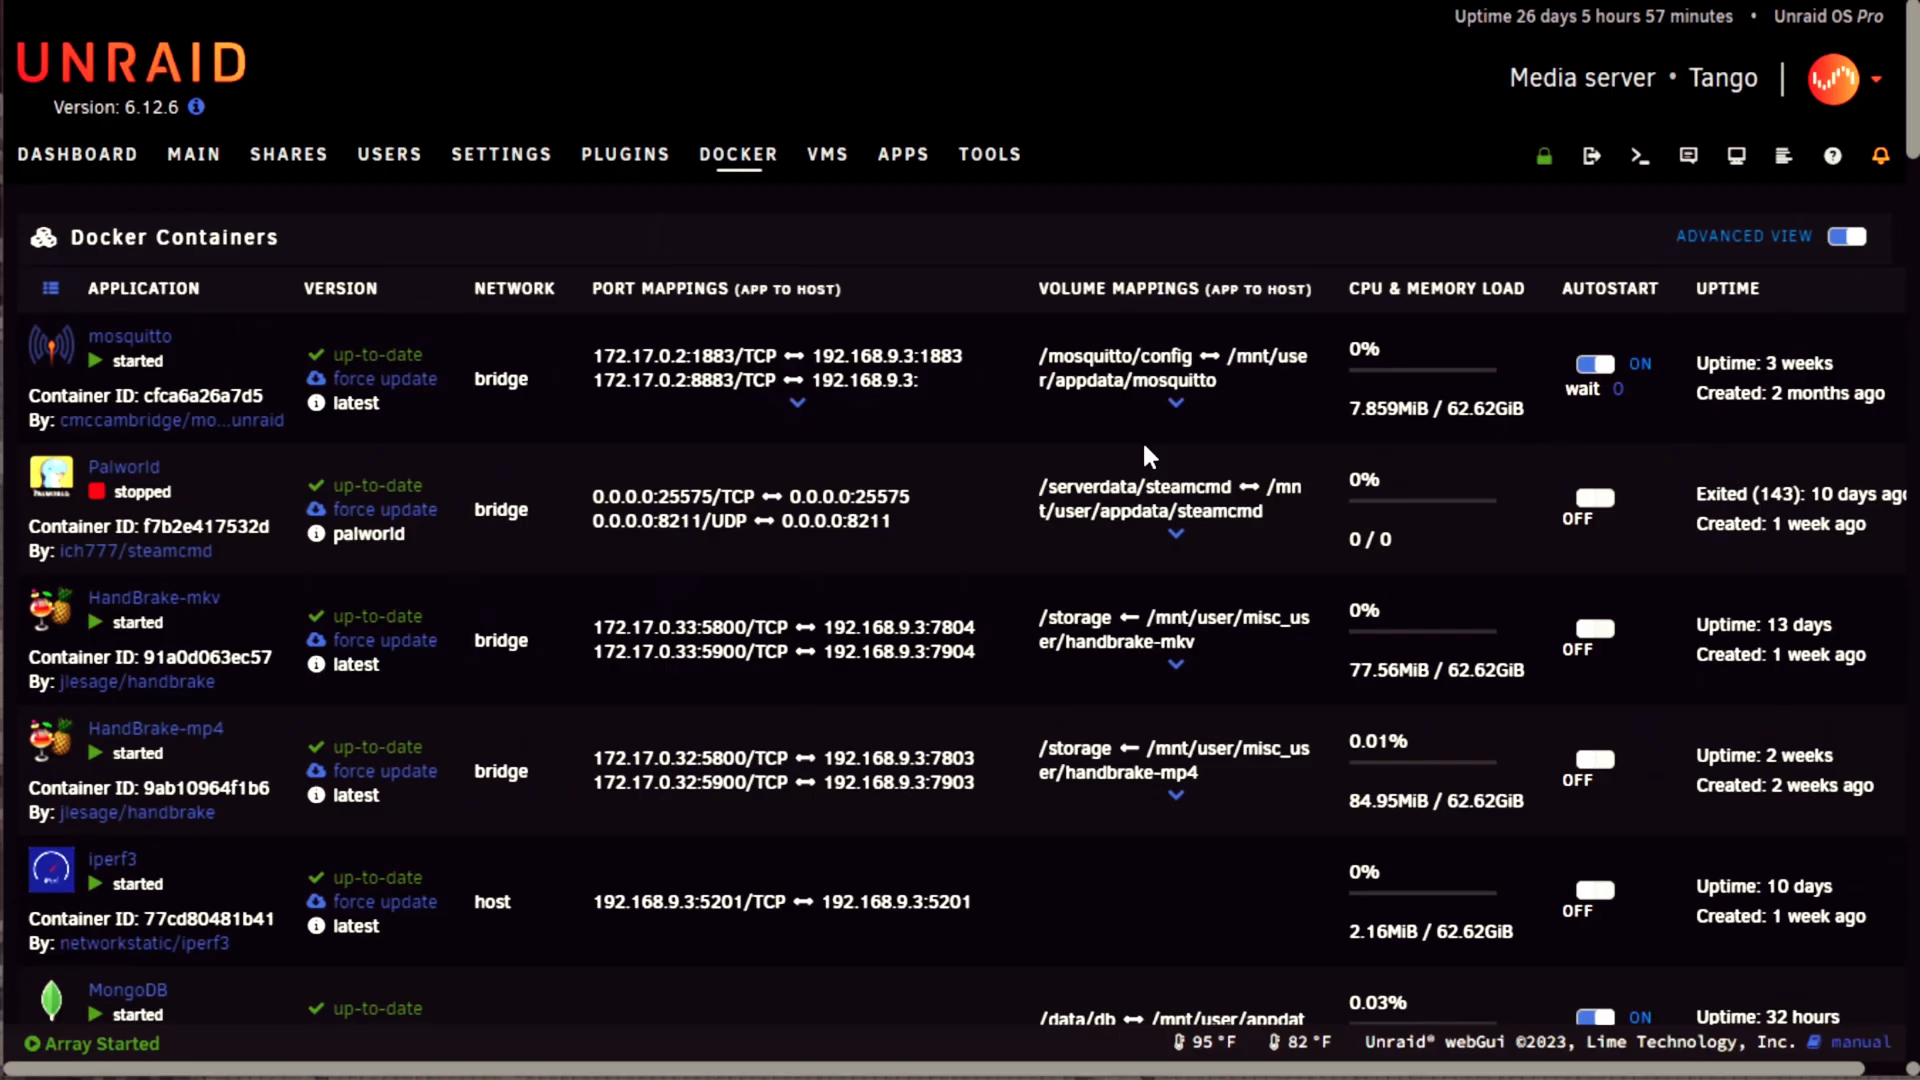 Uptime 26 days 5 hours 57 minutes • Unraid OS Pro
UNRAID
Media server • Tango
Version: 6.12.6
DASHBOARD MAIN SHARES USERS SETTINGS PLUGINS DOCKER VMS APPS TOOLS
Docker Containers
ADVANCED VIEW
APPLICATION VERSION NETWORK PORT MAPPINGS (APP TO HOST) VOLUME MAPPINGS (APP TO HOST) CPU & MEMORY LOAD AUTOSTART UPTIME
mosquitto
started
Container ID: cfca6a26a7d5
By: cmccambridge/mo...unraid
up-to-date
force update
latest
bridge
172.17.0.2:1883/TCP ↔ 192.168.9.3:1883
172.17.0.2:8883/TCP ↔ 192.168.9.3:
/mosquitto/config ↔ /mnt/use
r/appdata/mosquitto
0%
7.859MiB / 62.62GiB
ON
wait 0
Uptime: 3 weeks
Created: 2 months ago
Palworld
stopped
Container ID: f7b2e417532d
By: ich777/steamcmd
up-to-date
force update
palworld
bridge
0.0.0.0:25575/TCP ↔ 0.0.0.0:25575
0.0.0.0:8211/UDP ↔ 0.0.0.0:8211
/serverdata/steamcmd ↔ /mn
t/user/appdata/steamcmd
0%
0 / 0
OFF
Exited (143): 10 days ago
Created: 1 week ago
HandBrake-mkv
started
Container ID: 91a0d063ec57
By: jlesage/handbrake
up-to-date
force update
latest
bridge
172.17.0.33:5800/TCP ↔ 192.168.9.3:7804
172.17.0.33:5900/TCP ↔ 192.168.9.3:7904
/storage ← /mnt/user/misc_us
er/handbrake-mkv
0%
77.56MiB / 62.62GiB
OFF
Uptime: 13 days
Created: 1 week ago
HandBrake-mp4
started
Container ID: 9ab10964f1b6
By: jlesage/handbrake
up-to-date
force update
latest
bridge
172.17.0.32:5800/TCP ↔ 192.168.9.3:7803
172.17.0.32:5900/TCP ↔ 192.168.9.3:7903
/storage ← /mnt/user/misc_us
er/handbrake-mp4
0.01%
84.95MiB / 62.62GiB
OFF
Uptime: 2 weeks
Created: 2 weeks ago
iperf3
started
Container ID: 77cd80481b41
By: networkstatic/iperf3
up-to-date
force update
latest
host
192.168.9.3:5201/TCP ↔ 192.168.9.3:5201
0%
2.16MiB / 62.62GiB
OFF
Uptime: 10 days
Created: 1 week ago
MongoDB
started
up-to-date
/data/db ↔ /mnt/user/appdat
0.03%
ON
Uptime: 32 hours
Array Started
95 °F 82 °F Unraid® webGui ©2023, Lime Technology, Inc. manual